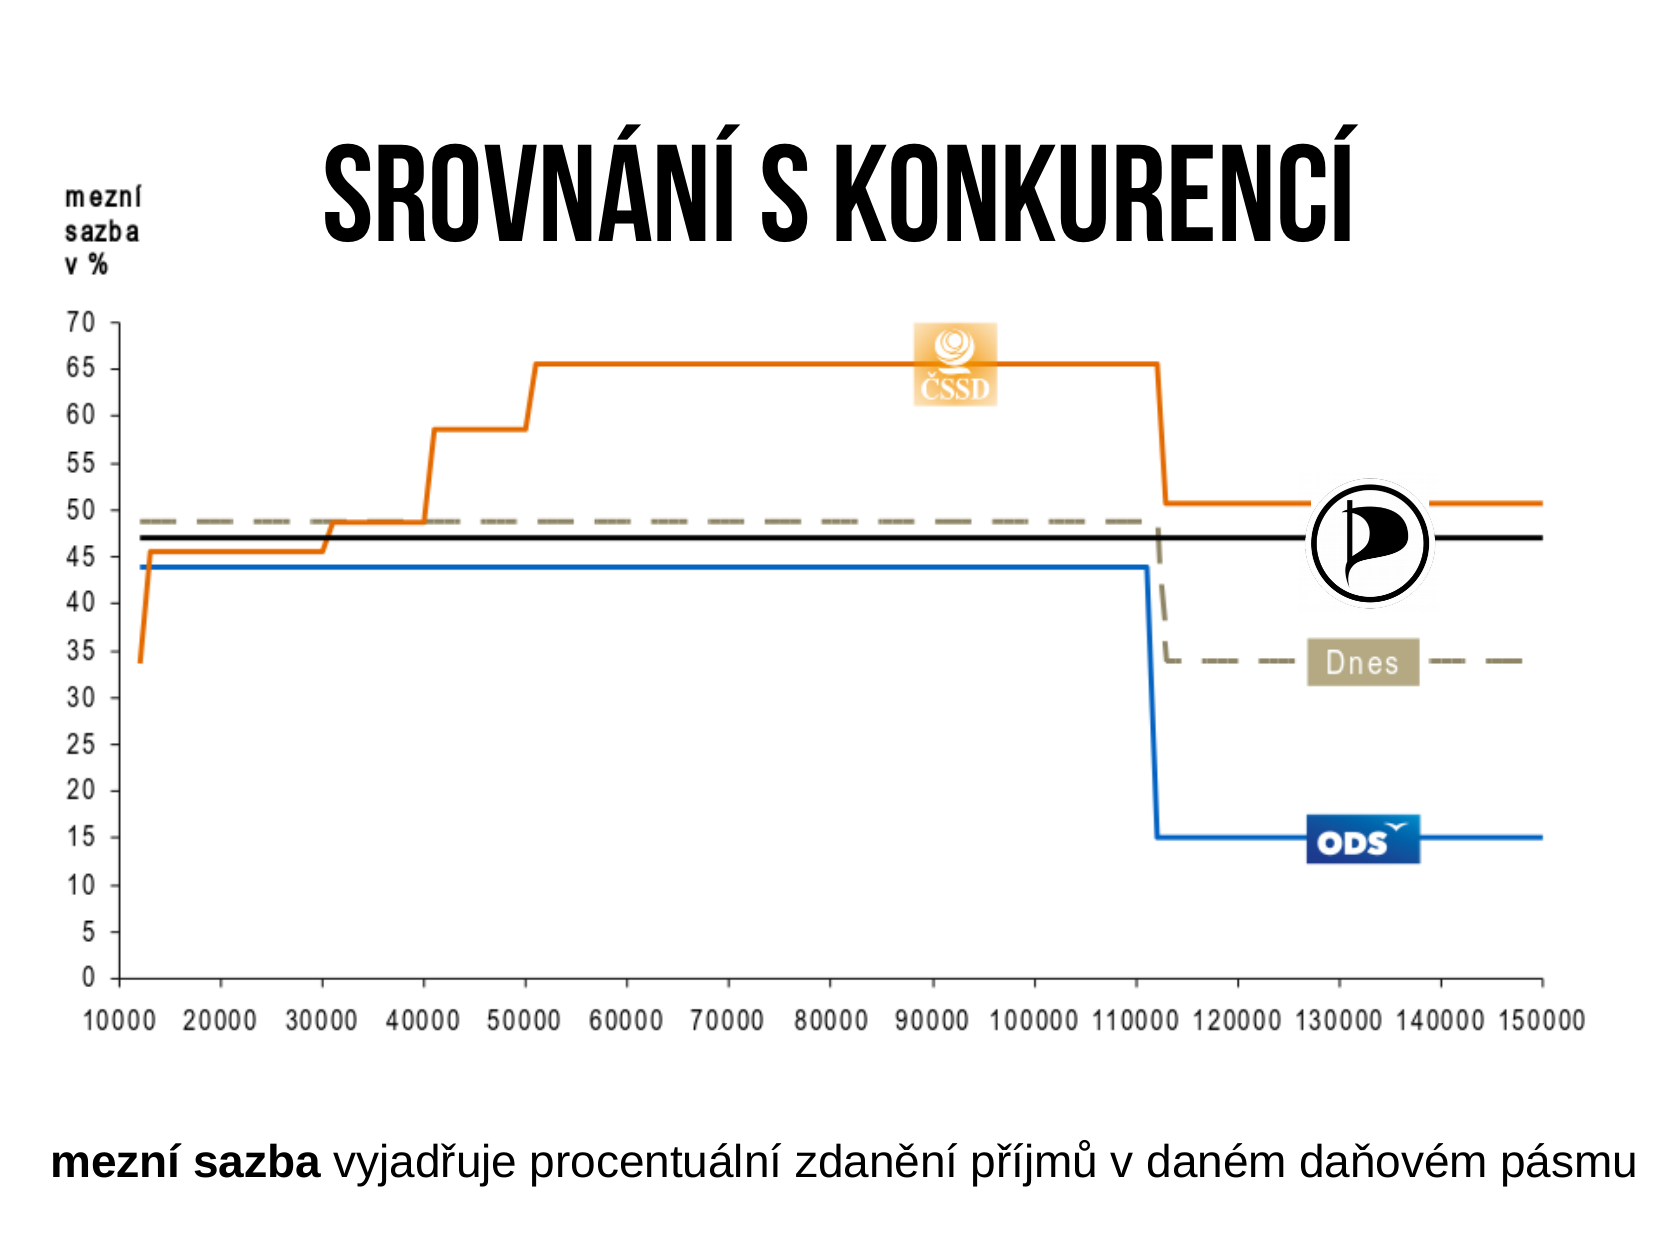 SROVNÁNÍ S KONKURENCÍ
mezní
sazba
v %
70
65
60
55
50
45
40
35
30
25
20
15
10
5
0
ČSSD
Dnes
ODS
10000 20000 30000 40000 50000 60000 70000 80000 90000 100000 110000 120000 130000 140000 150000
mezní sazba vyjadřuje procentuální zdanění příjmů v daném daňovém pásmu